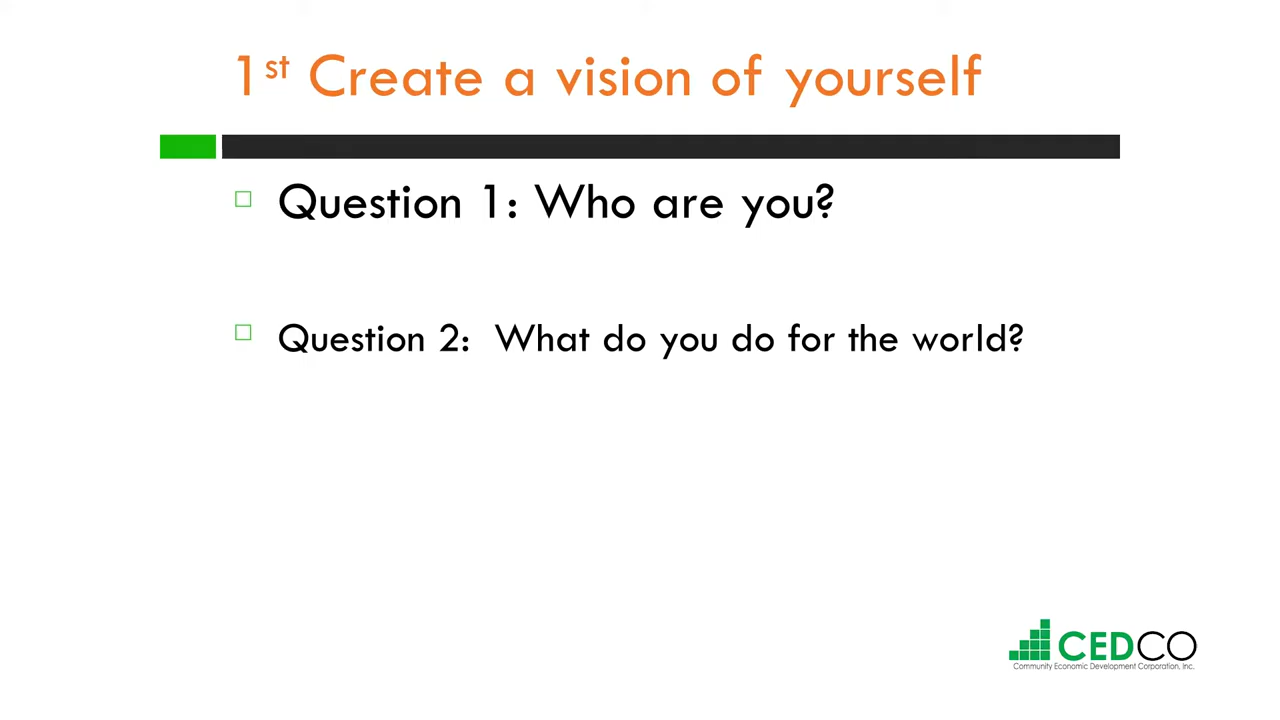 1st Create a vision of yourself
Question 1: Who are you?
Question 2: What do you do for the world?
CEDCO
Community Economic Development Corporation, Inc.